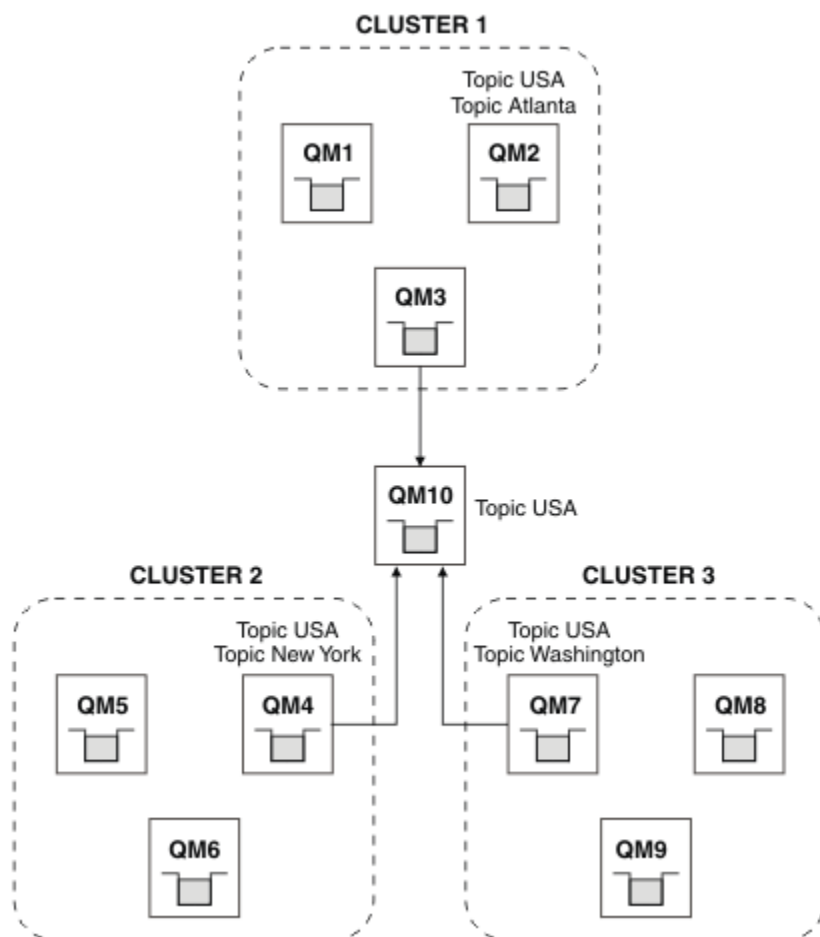 CLUSTER 1
Topic USA
Topic Atlanta
QM1
QM2
QM3
QM10
Topic USA
CLUSTER 2
CLUSTER 3
Topic USA
Topic New York
Topic USA
Topic Washington
QM5
QM4
QM7
QM8
QM6
QM9